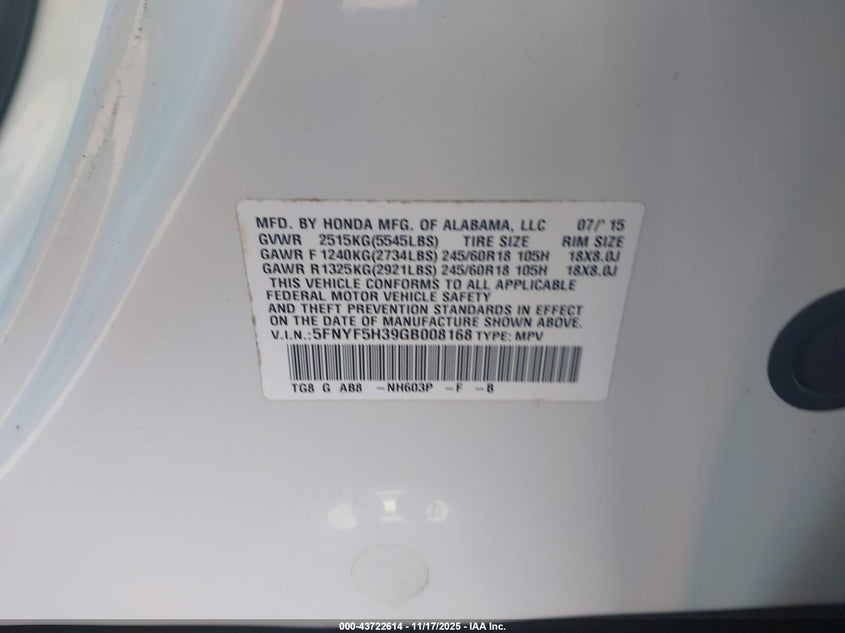 MFD. BY HONDA MFG. OF ALABAMA, LLC 07/'15
GVWR 2515KG(5545LBS) TIRE SIZE RIM SIZE
GAWR F 1240KG(2734LBS) 245/60R18 105H 18X8.0J
GAWR R1325KG(2921LBS) 245/60R18 105H 18X8.0J
THIS VEHICLE CONFORMS TO ALL APPLICABLE
FEDERAL MOTOR VEHICLE SAFETY
AND THEFT PREVENTION STANDARDS IN EFFECT
ON THE DATE OF MANUFACTURE SHOWN ABOVE.
V.I.N.:5FNYF5H39GB008168 TYPE: MPV
TG8 G AB8 -NH603P -F -B
000-43722614 - 11/17/2025 - IAA Inc.